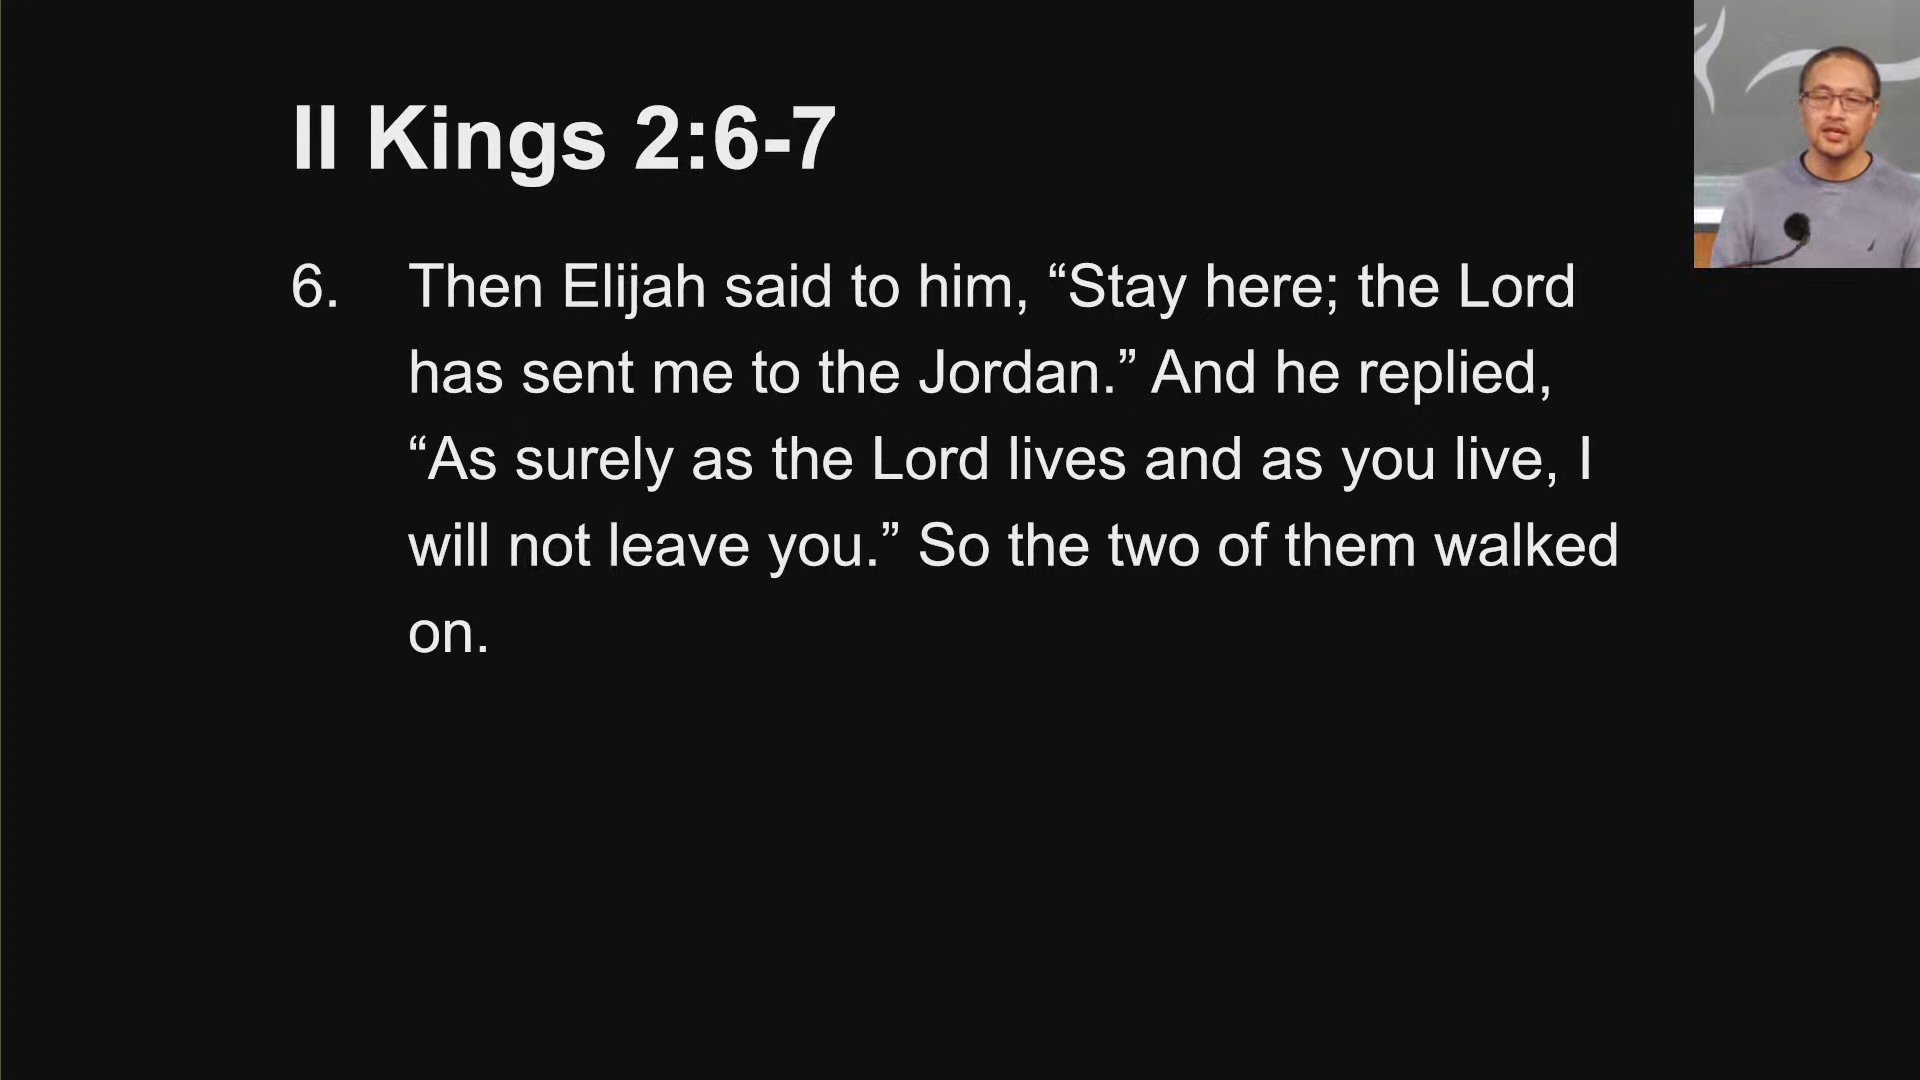 II Kings 2:6-7
6. Then Elijah said to him, “Stay here; the Lord
has sent me to the Jordan.” And he replied,
“As surely as the Lord lives and as you live, I
will not leave you.” So the two of them walked
on.